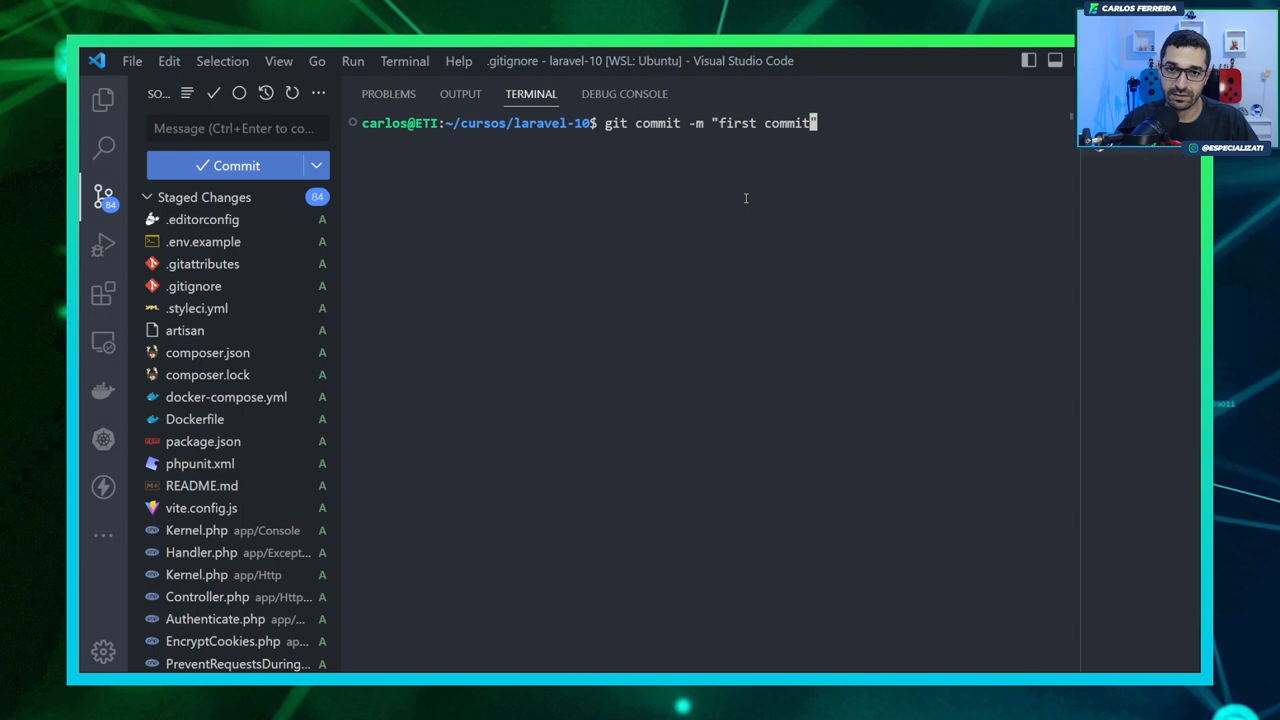 CARLOS FERREIRA
File Edit Selection View Go Run Terminal Help .gitignore - laravel-10 [WSL: Ubuntu] - Visual Studio Code
SO...
PROBLEMS OUTPUT TERMINAL DEBUG CONSOLE
carlos@ETI:~/cursos/laravel-10$ git commit -m "first commit"
@ESPECIALIZATI
Message (Ctrl+Enter to co...
Commit
Staged Changes 84
84
.editorconfig A
.env.example A
.gitattributes A
.gitignore A
.styleci.yml A
artisan A
composer.json A
composer.lock A
docker-compose.yml A
Dockerfile A
package.json A
phpunit.xml A
README.md A
vite.config.js A
Kernel.php app/Console A
Handler.php app/Except... A
Kernel.php app/Http A
Controller.php app/Http... A
Authenticate.php app/... A
EncryptCookies.php ap... A
PreventRequestsDuring... A